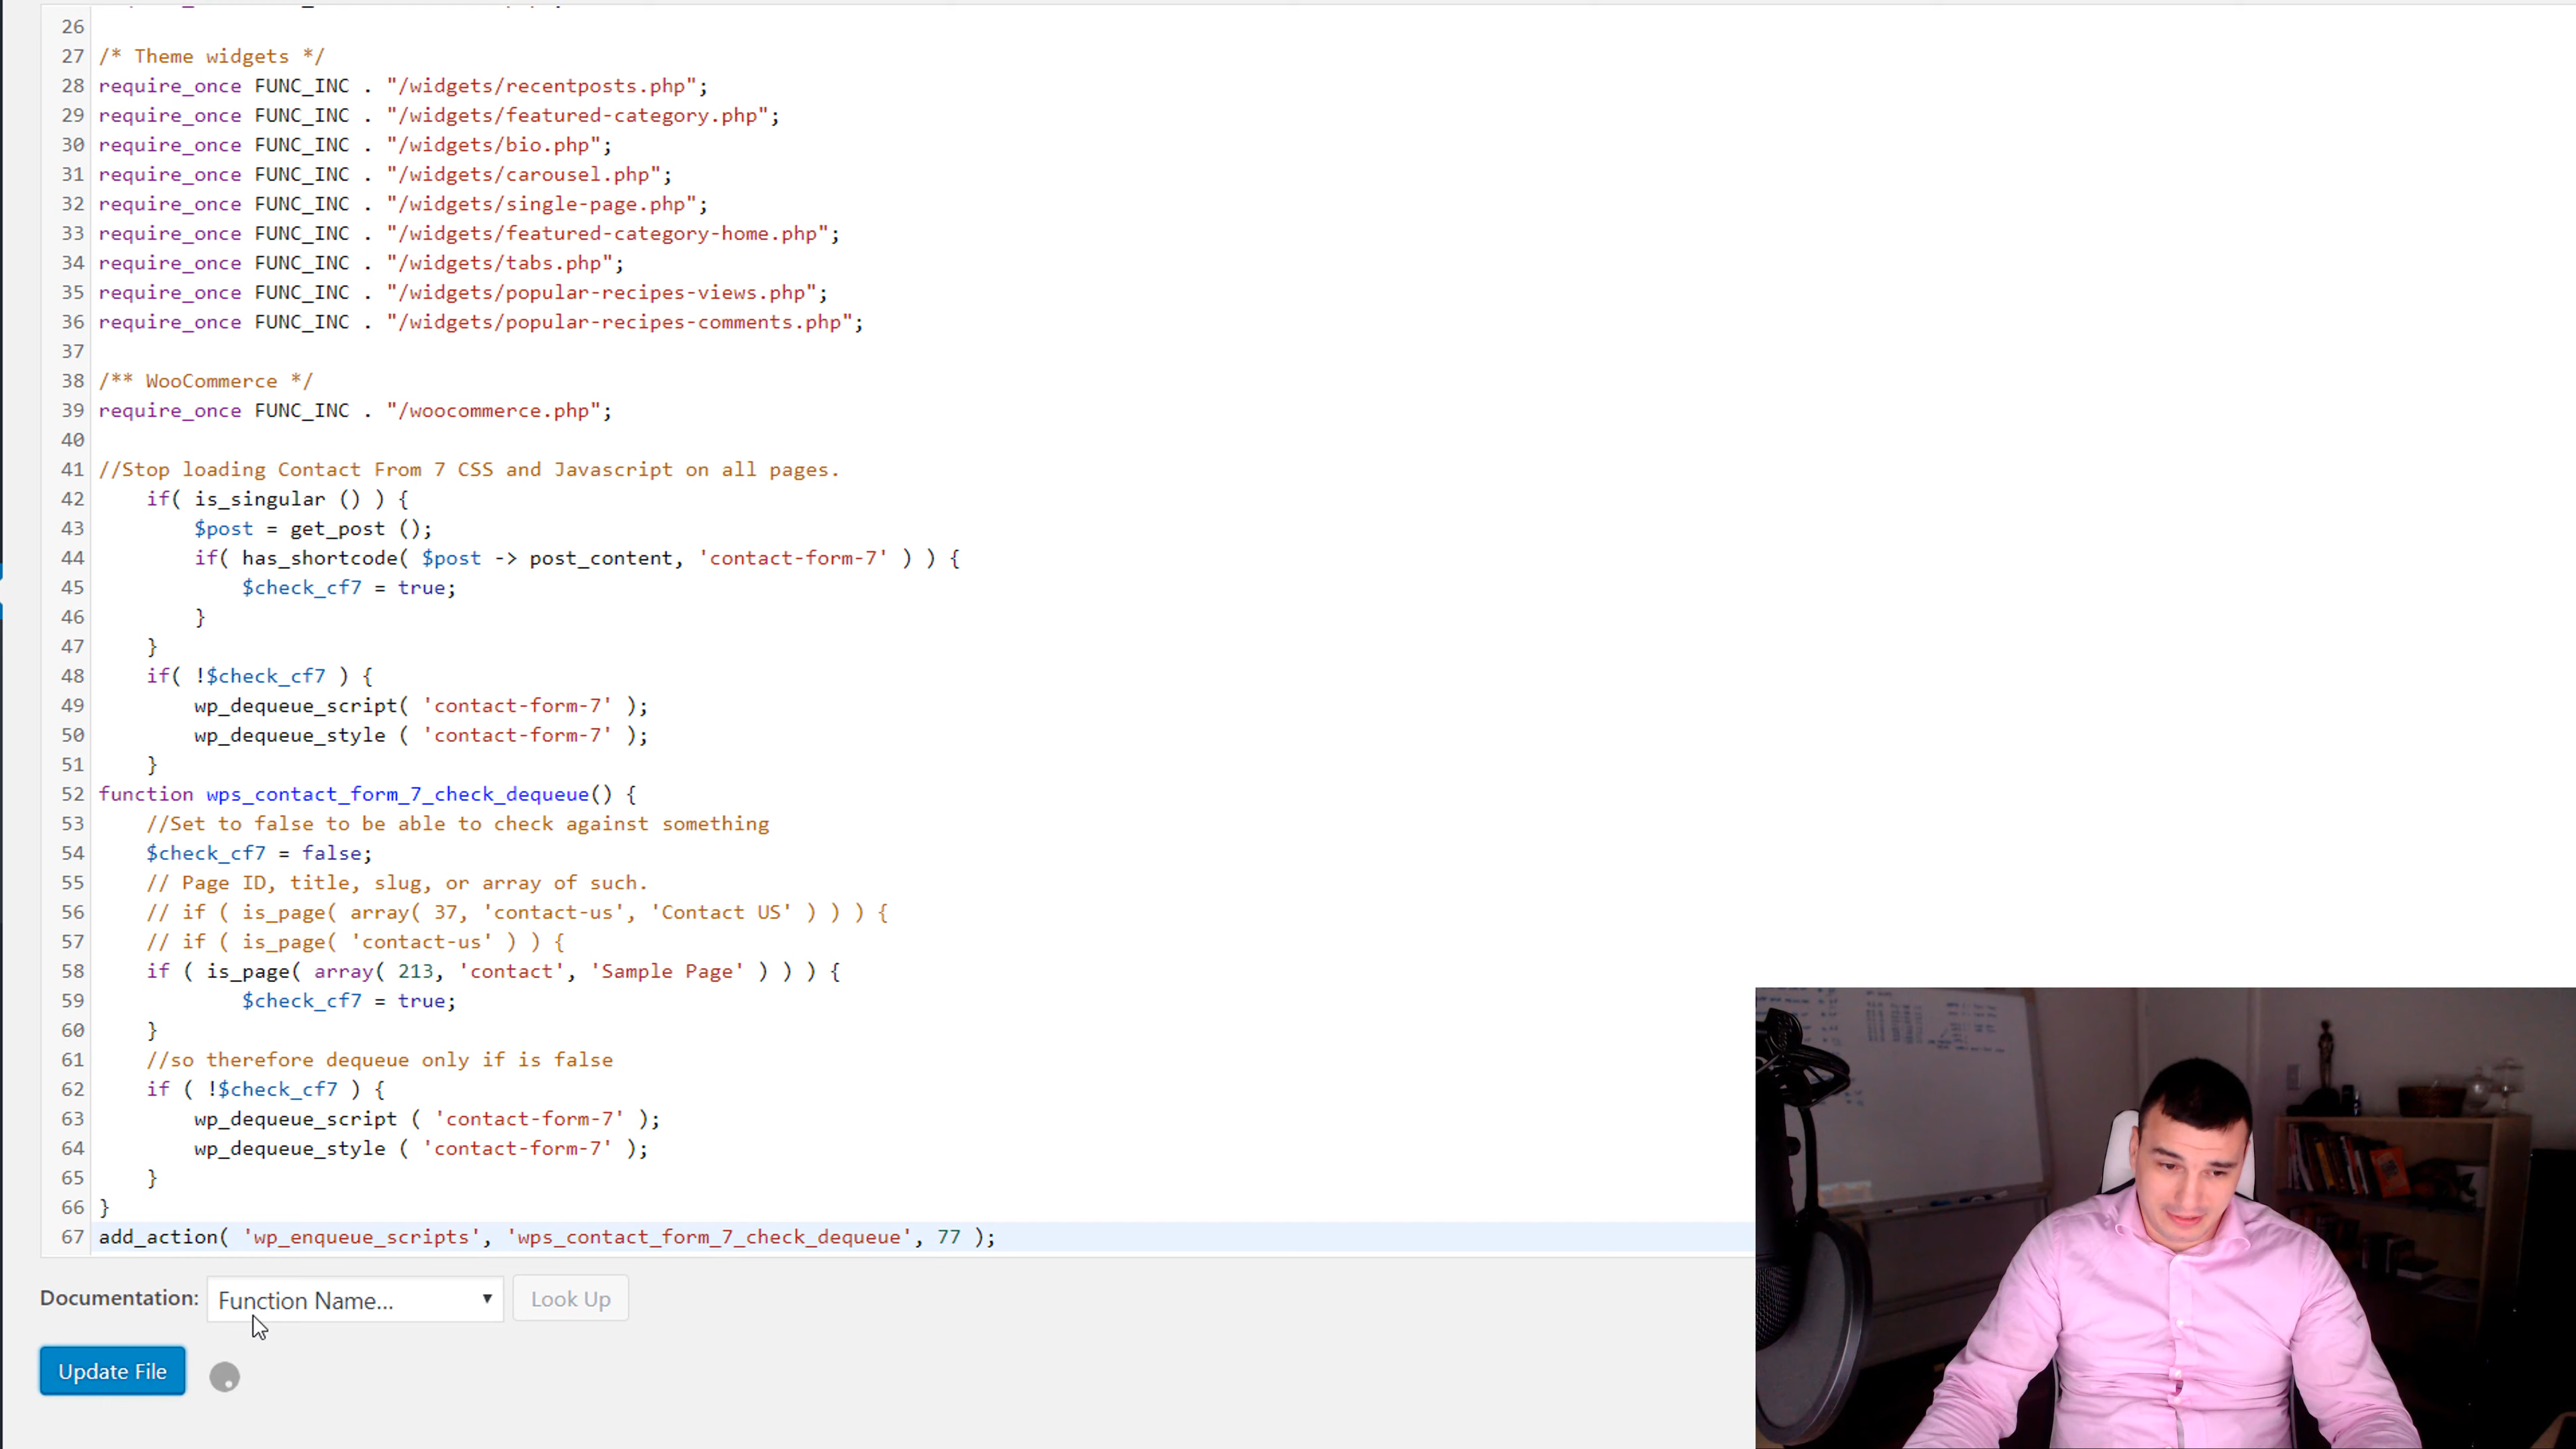 26
27 /* Theme widgets */
28 require_once FUNC_INC . "/widgets/recentposts.php";
29 require_once FUNC_INC . "/widgets/featured-category.php";
30 require_once FUNC_INC . "/widgets/bio.php";
31 require_once FUNC_INC . "/widgets/carousel.php";
32 require_once FUNC_INC . "/widgets/single-page.php";
33 require_once FUNC_INC . "/widgets/featured-category-home.php";
34 require_once FUNC_INC . "/widgets/tabs.php";
35 require_once FUNC_INC . "/widgets/popular-recipes-views.php";
36 require_once FUNC_INC . "/widgets/popular-recipes-comments.php";
37
38 /** WooCommerce */
39 require_once FUNC_INC . "/woocommerce.php";
40
41 //Stop loading Contact From 7 CSS and Javascript on all pages.
42 if( is_singular () ) {
43 $post = get_post ();
44 if( has_shortcode( $post -> post_content, 'contact-form-7' ) ) {
45 $check_cf7 = true;
46 }
47 }
48 if( !$check_cf7 ) {
49 wp_dequeue_script( 'contact-form-7' );
50 wp_dequeue_style ( 'contact-form-7' );
51 }
52 function wps_contact_form_7_check_dequeue() {
53 //Set to false to be able to check against something
54 $check_cf7 = false;
55 // Page ID, title, slug, or array of such.
56 // if ( is_page( array( 37, 'contact-us', 'Contact US' ) ) ) {
57 // if ( is_page( 'contact-us' ) ) {
58 if ( is_page( array( 213, 'contact', 'Sample Page' ) ) ) {
59 $check_cf7 = true;
60 }
61 //so therefore dequeue only if is false
62 if ( !$check_cf7 ) {
63 wp_dequeue_script ( 'contact-form-7' );
64 wp_dequeue_style ( 'contact-form-7' );
65 }
66 }
67 add_action( 'wp_enqueue_scripts', 'wps_contact_form_7_check_dequeue', 77 );
Documentation: Function Name... Look Up
Update File